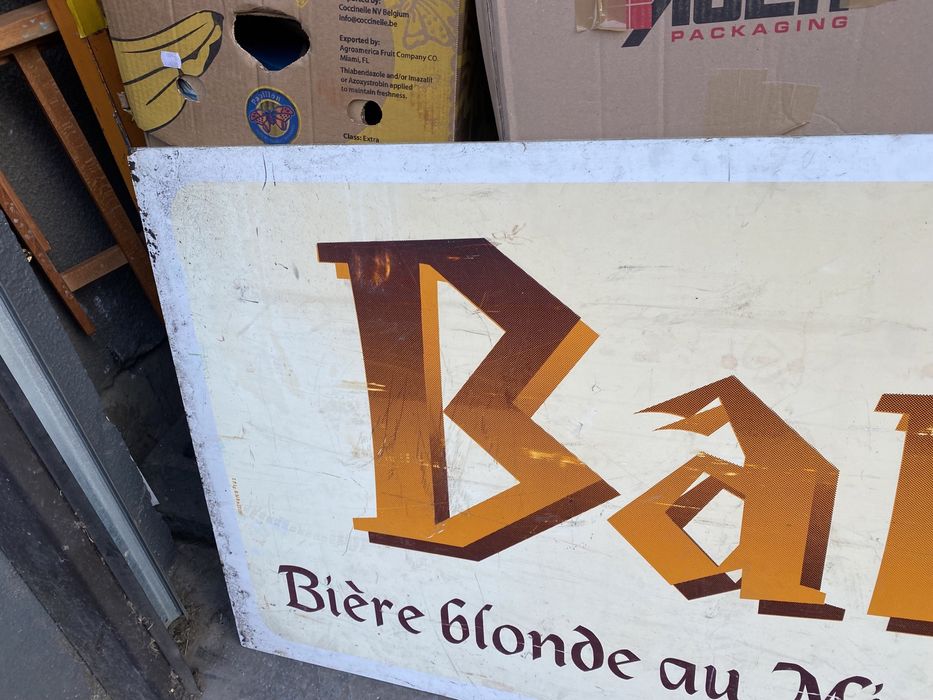 Coccinelle NV Belgium
info@coccinelle.be
Exported by:
Agroamerica Fruit Company CO.
Miami, FL
Thiabendazole and/or Imazalil
or Azoxystrobin applied
to maintain freshness.
Class: Extra
PACKAGING
Ba
Bière blonde au Mi